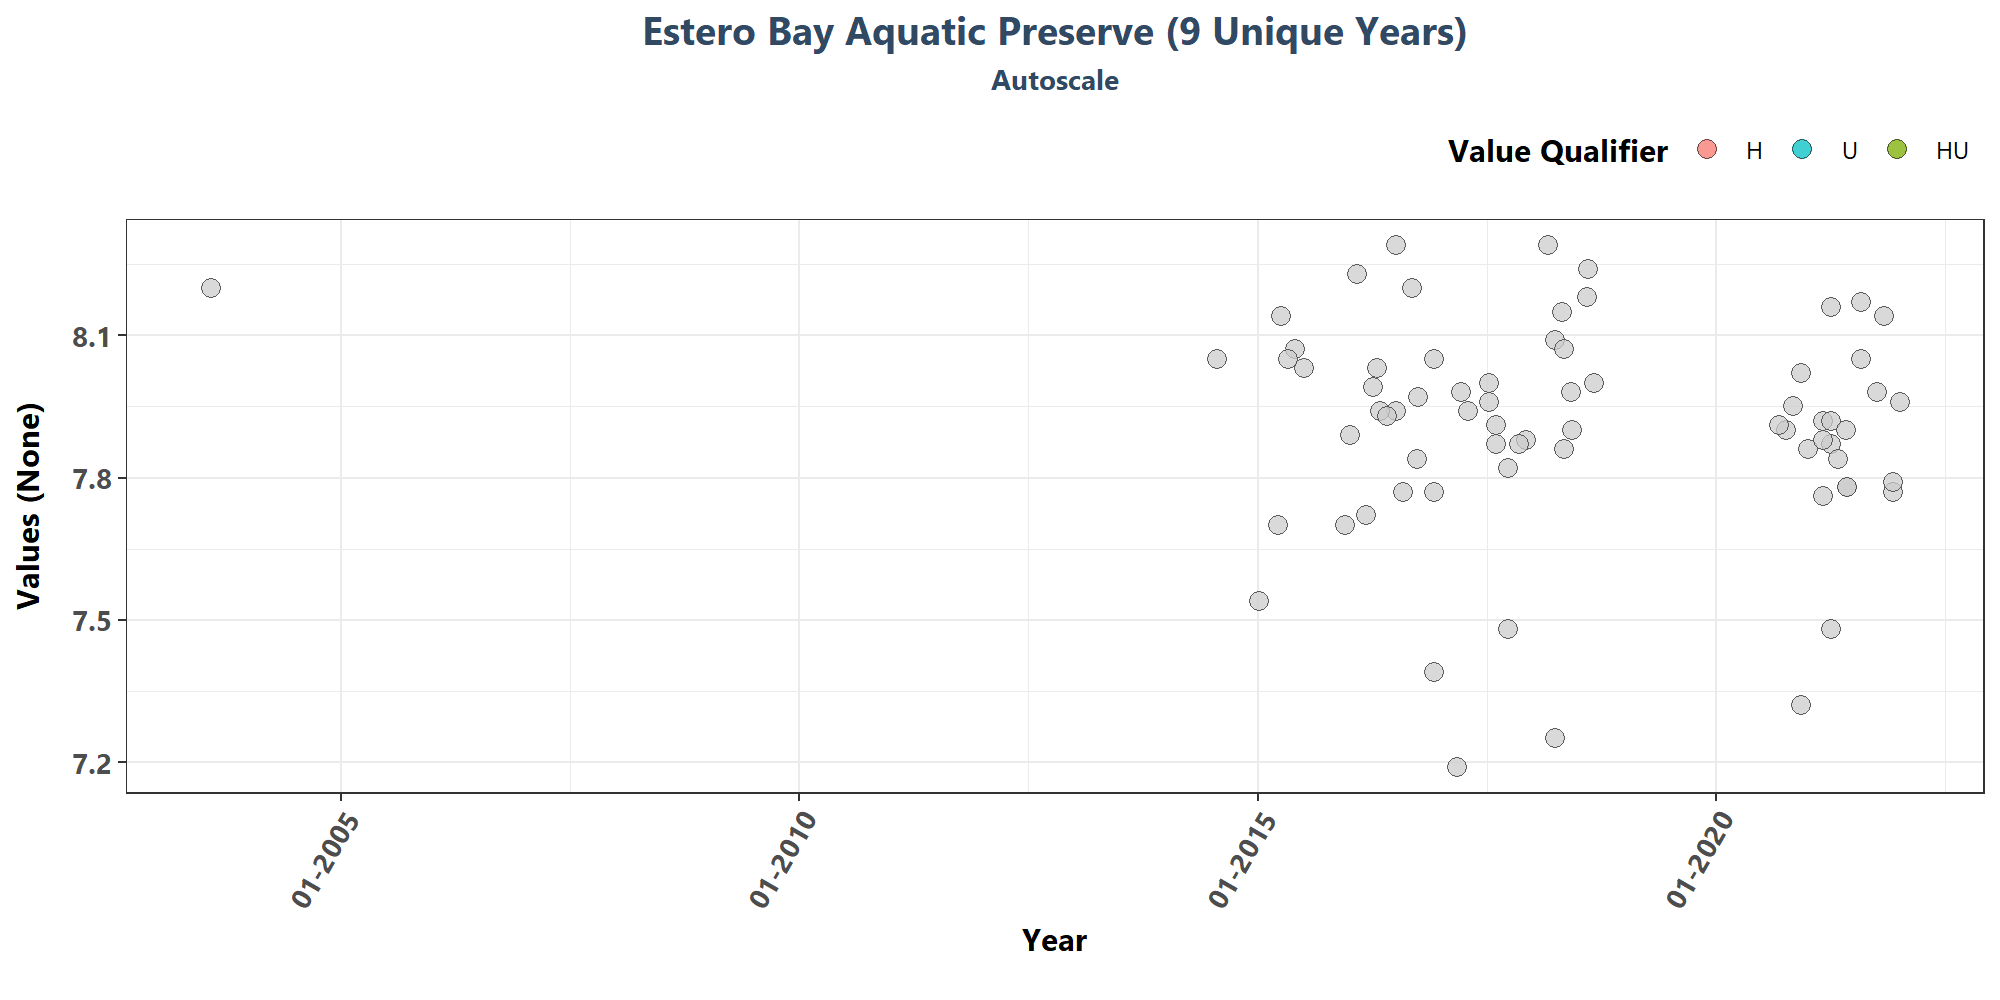 Estero Bay Aquatic Preserve (9 Unique Years)
Autoscale
Value Qualifier H U HU
Values (None)
8.1
7.8
7.5
7.2
01-2005 01-2010 01-2015 01-2020
Year